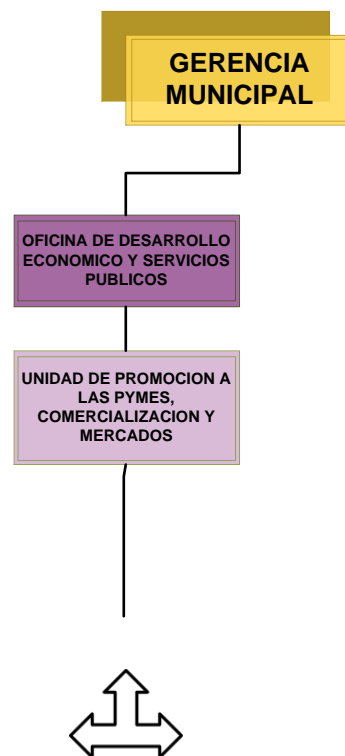 GERENCIA
MUNICIPAL
OFICINA DE DESARROLLO
ECONOMICO Y SERVICIOS
PUBLICOS
UNIDAD DE PROMOCION A
LAS PYMES,
COMERCIALIZACION Y
MERCADOS